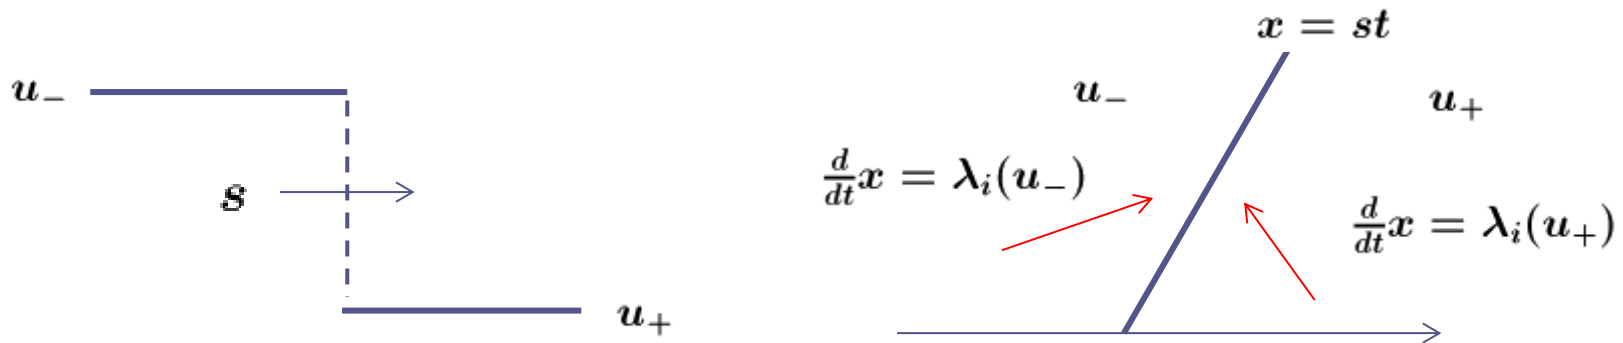 u₋
s
u₊
x = st
u₋
u₊
d/dt x = λᵢ(u₋)
d/dt x = λᵢ(u₊)